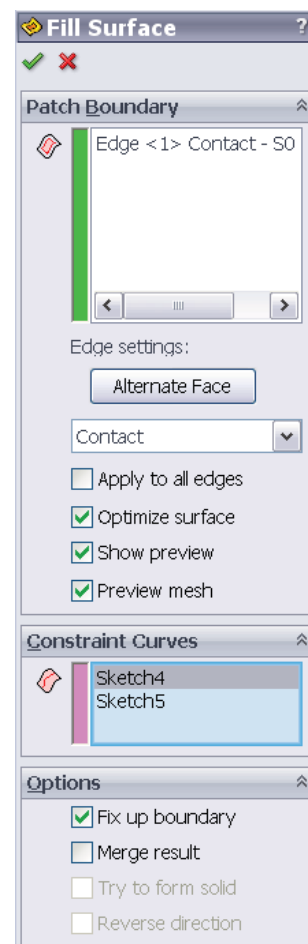 Fill Surface ?
Patch Boundary
Edge <1> Contact - S0
Edge settings:
Alternate Face
Contact
Apply to all edges
Optimize surface
Show preview
Preview mesh
Constraint Curves
Sketch4
Sketch5
Options
Fix up boundary
Merge result
Try to form solid
Reverse direction